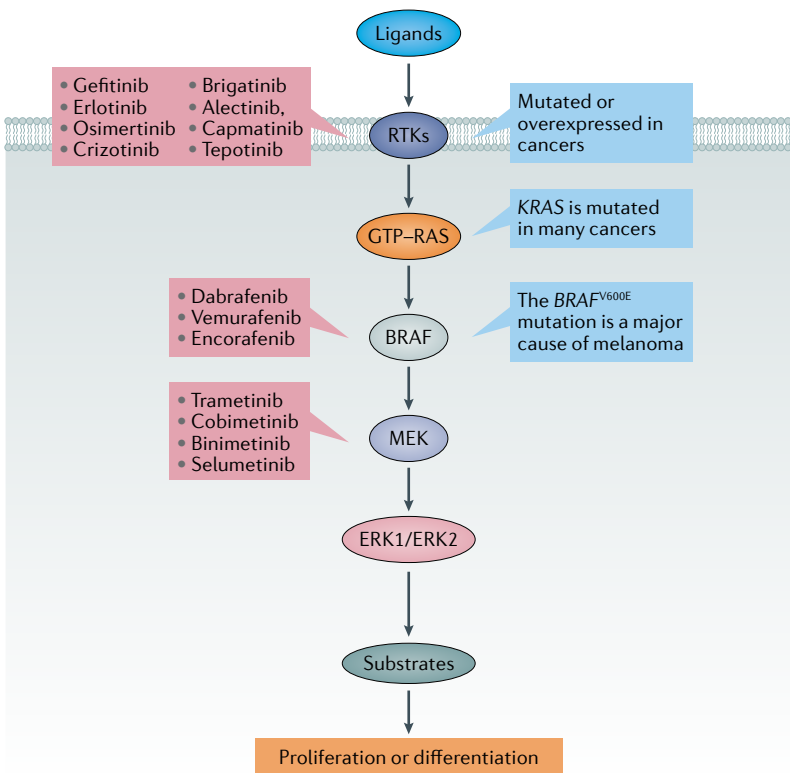 Ligands
• Gefitinib
• Erlotinib
• Osimertinib
• Crizotinib
• Brigatinib
• Alectinib,
• Capmatinib
• Tepotinib
RTKs
Mutated or
overexpressed in
cancers
GTP–RAS
KRAS is mutated
in many cancers
• Dabrafenib
• Vemurafenib
• Encorafenib
BRAF
The BRAFV600E
mutation is a major
cause of melanoma
• Trametinib
• Cobimetinib
• Binimetinib
• Selumetinib
MEK
ERK1/ERK2
Substrates
Proliferation or differentiation